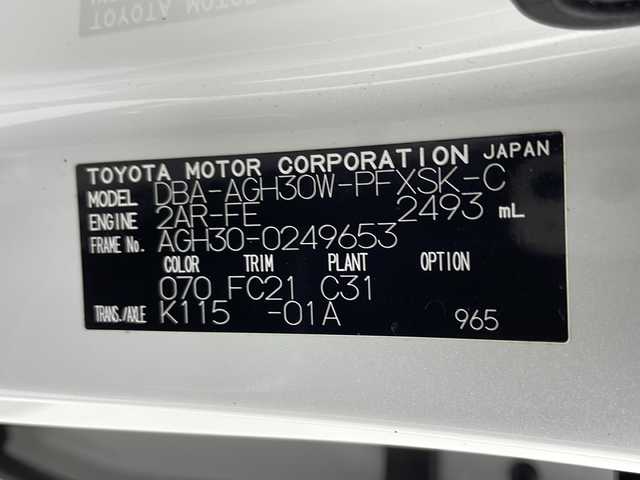 TOYOTA MOTOR CORPORATION JAPAN
MODEL DBA-AGH30W-PFXSK-C
ENGINE 2AR-FE 2493 mL
FRAME No. AGH30-0249653
COLOR TRIM PLANT OPTION
070 FC21 C31
TRANS./AXLE K115 -01A 965